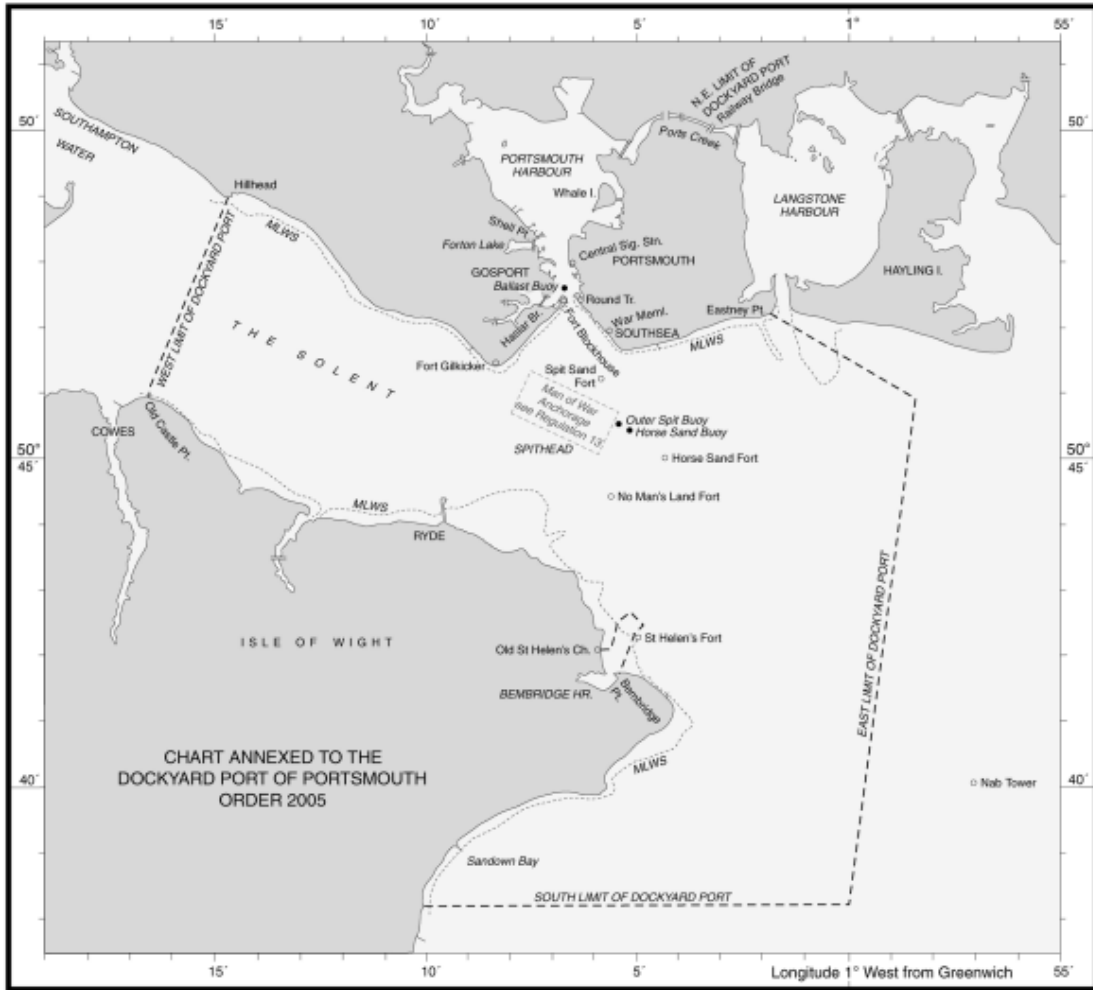 15´
10´
5´
1°
55´
50´
50´
SOUTHAMPTON
WATER
Hillhead
N.E. LIMIT OF
DOCKYARD PORT
Railway Bridge
Ports Creek
PORTSMOUTH
HARBOUR
Whale I.
LANGSTONE
HARBOUR
Shell Pt.
Forton Lake
Central Sig. Stn.
PORTSMOUTH
HAYLING I.
GOSPORT
Ballast Buoy
Round Tr.
Haslar Br.
Fort Blockhouse
War Meml.
SOUTHSEA
Eastney Pt.
MLWS
MLWS
WEST LIMIT OF DOCKYARD PORT
THE SOLENT
Fort Gilkicker
Spit Sand
Fort
Man of War
Anchorage
see Regulation 13
Outer Spit Buoy
Horse Sand Buoy
SPITHEAD
Horse Sand Fort
No Man's Land Fort
COWES
Old Castle Pt.
50°
45´
50°
45´
MLWS
RYDE
EAST LIMIT OF DOCKYARD PORT
ISLE OF WIGHT
Old St Helen's Ch.
St Helen's Fort
BEMBRIDGE HR.
Bembridge
Pt.
MLWS
CHART ANNEXED TO THE
DOCKYARD PORT OF PORTSMOUTH
ORDER 2005
40´
40´
Nab Tower
Sandown Bay
SOUTH LIMIT OF DOCKYARD PORT
Longitude 1° West from Greenwich
15´
10´
5´
55´